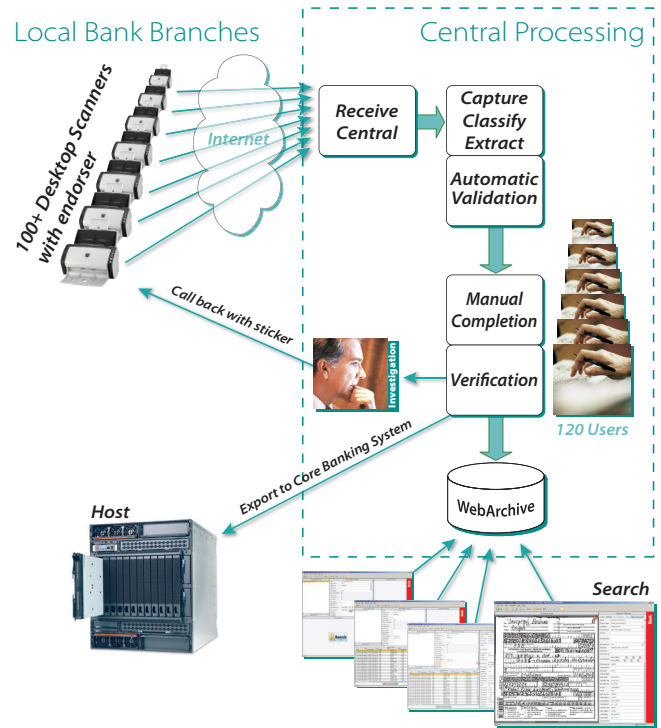 Local Bank Branches
Central Processing
100+ Desktop Scanners
with endorser
Internet
Receive
Central
Capture
Classify
Extract
Automatic
Validation
Manual
Completion
Verification
120 Users
Call back with sticker
Investigation
Export to Core Banking System
WebArchive
Host
Search
Bank